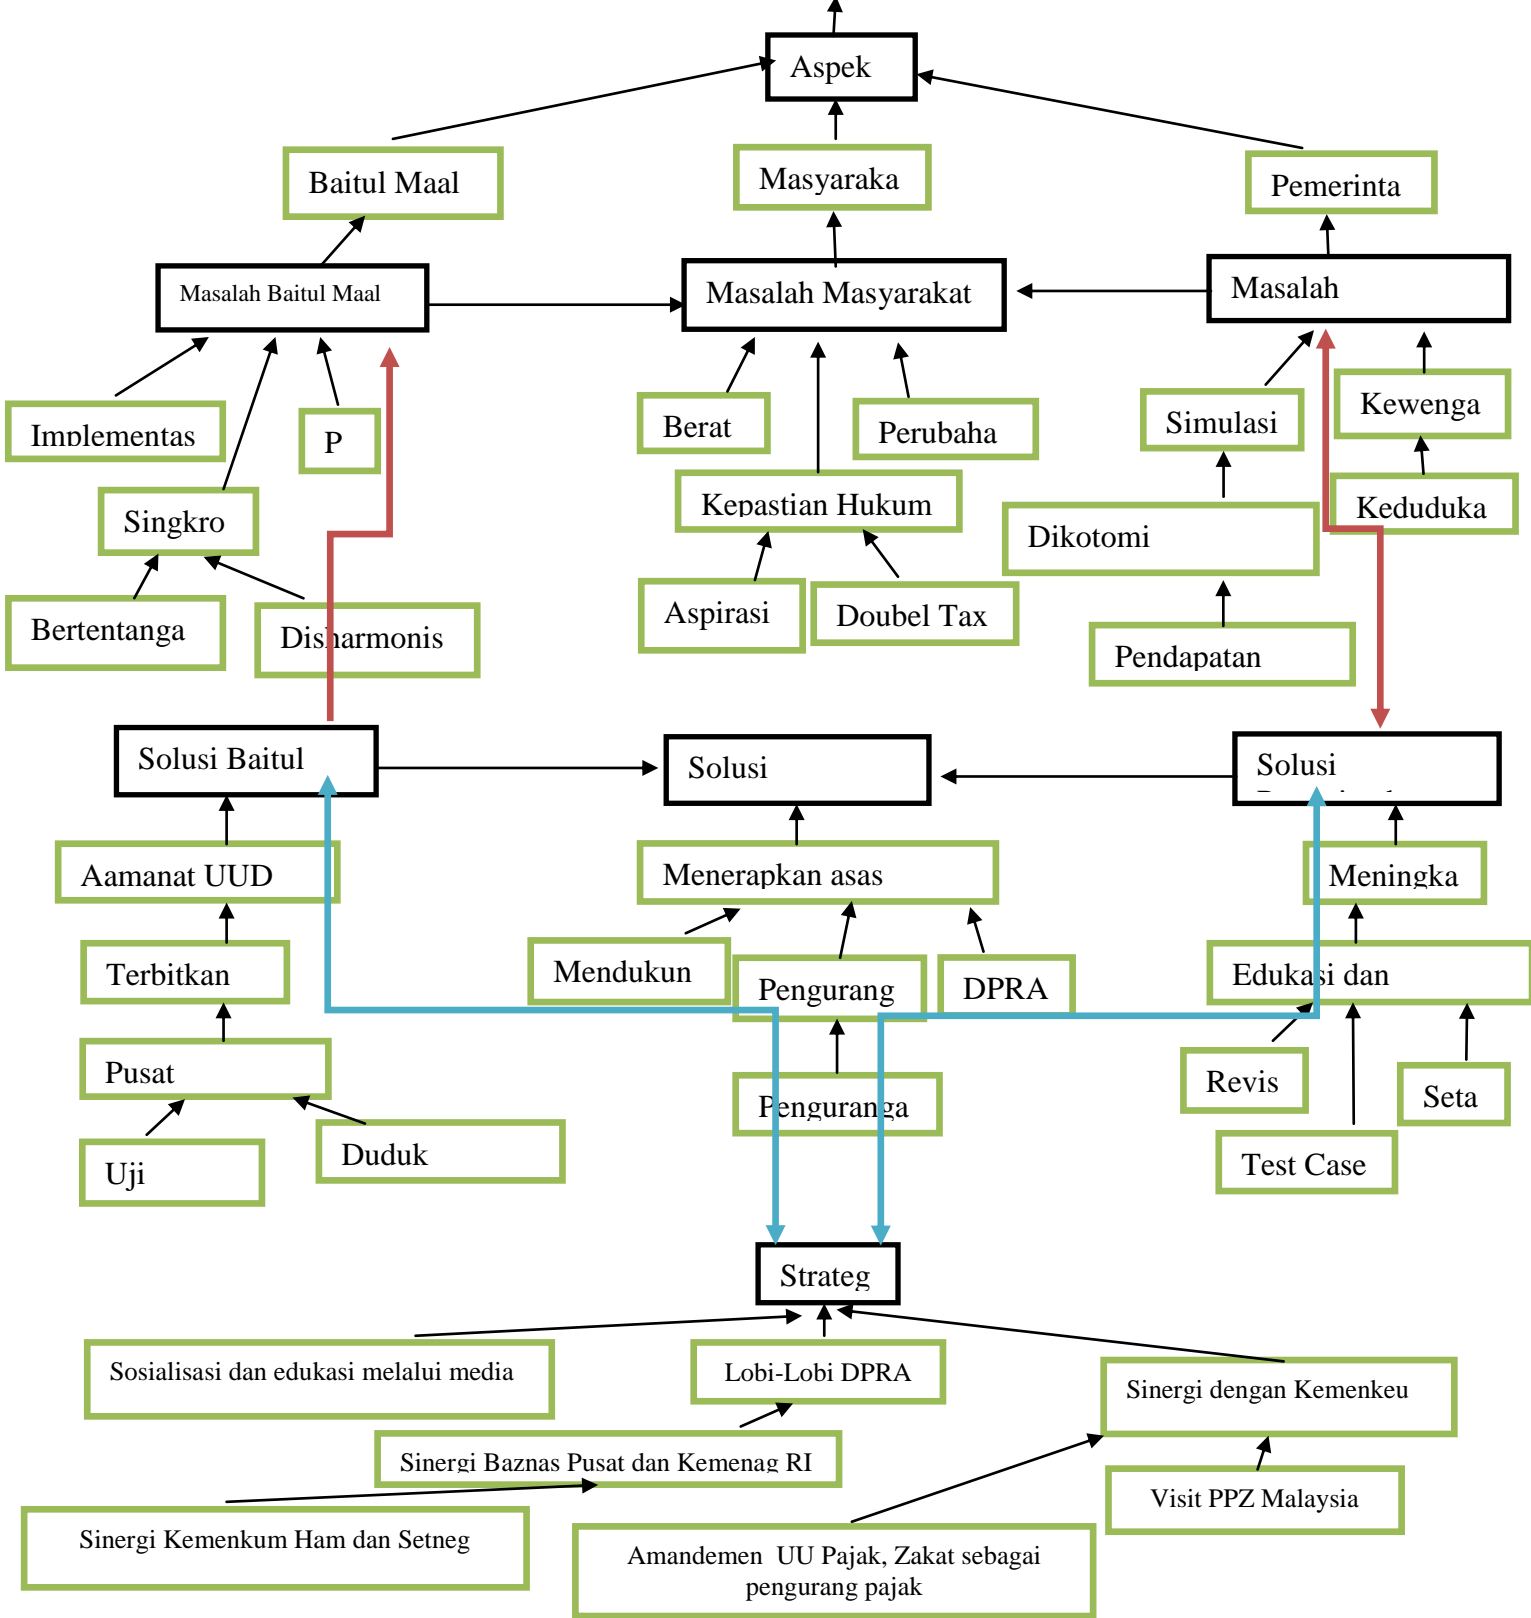 Aspek
Baitul Maal
Masyaraka
Pemerinta
Masalah Baitul Maal
Masalah Masyarakat
Masalah
Implementas
P
Berat
Perubaha
Simulasi
Kewenga
Singkro
Kepastian Hukum
Dikotomi
Keduduka
Bertentanga
Disharmonis
Aspirasi
Doubel Tax
Pendapatan
Solusi Baitul
Solusi
Solusi
Aamanat UUD
Menerapkan asas
Meningka
Terbitkan
Mendukun
Pengurang
DPRA
Edukasi dan
Pusat
Penguranga
Revis
Seta
Uji
Duduk
Test Case
Strateg
Sosialisasi dan edukasi melalui media
Lobi-Lobi DPRA
Sinergi dengan Kemenkeu
Sinergi Baznas Pusat dan Kemenag RI
Visit PPZ Malaysia
Sinergi Kemenkum Ham dan Setneg
Amandemen  UU Pajak, Zakat sebagai
pengurang pajak